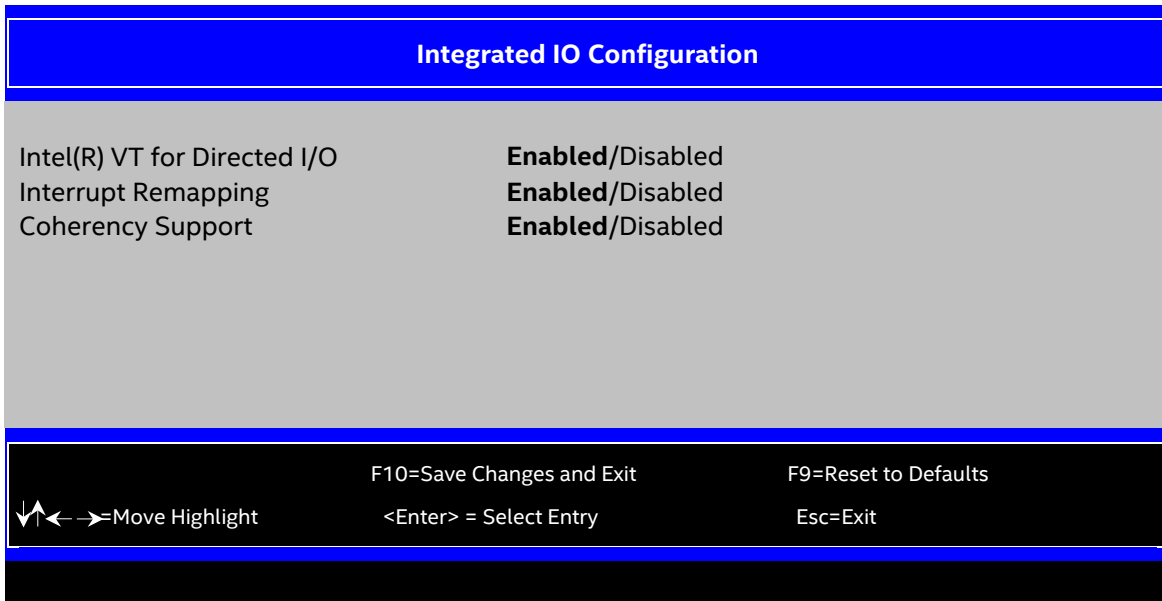 Integrated IO Configuration
Intel(R) VT for Directed I/O Enabled/Disabled
Interrupt Remapping Enabled/Disabled
Coherency Support Enabled/Disabled
F10=Save Changes and Exit F9=Reset to Defaults
↓↑←→=Move Highlight <Enter> = Select Entry Esc=Exit